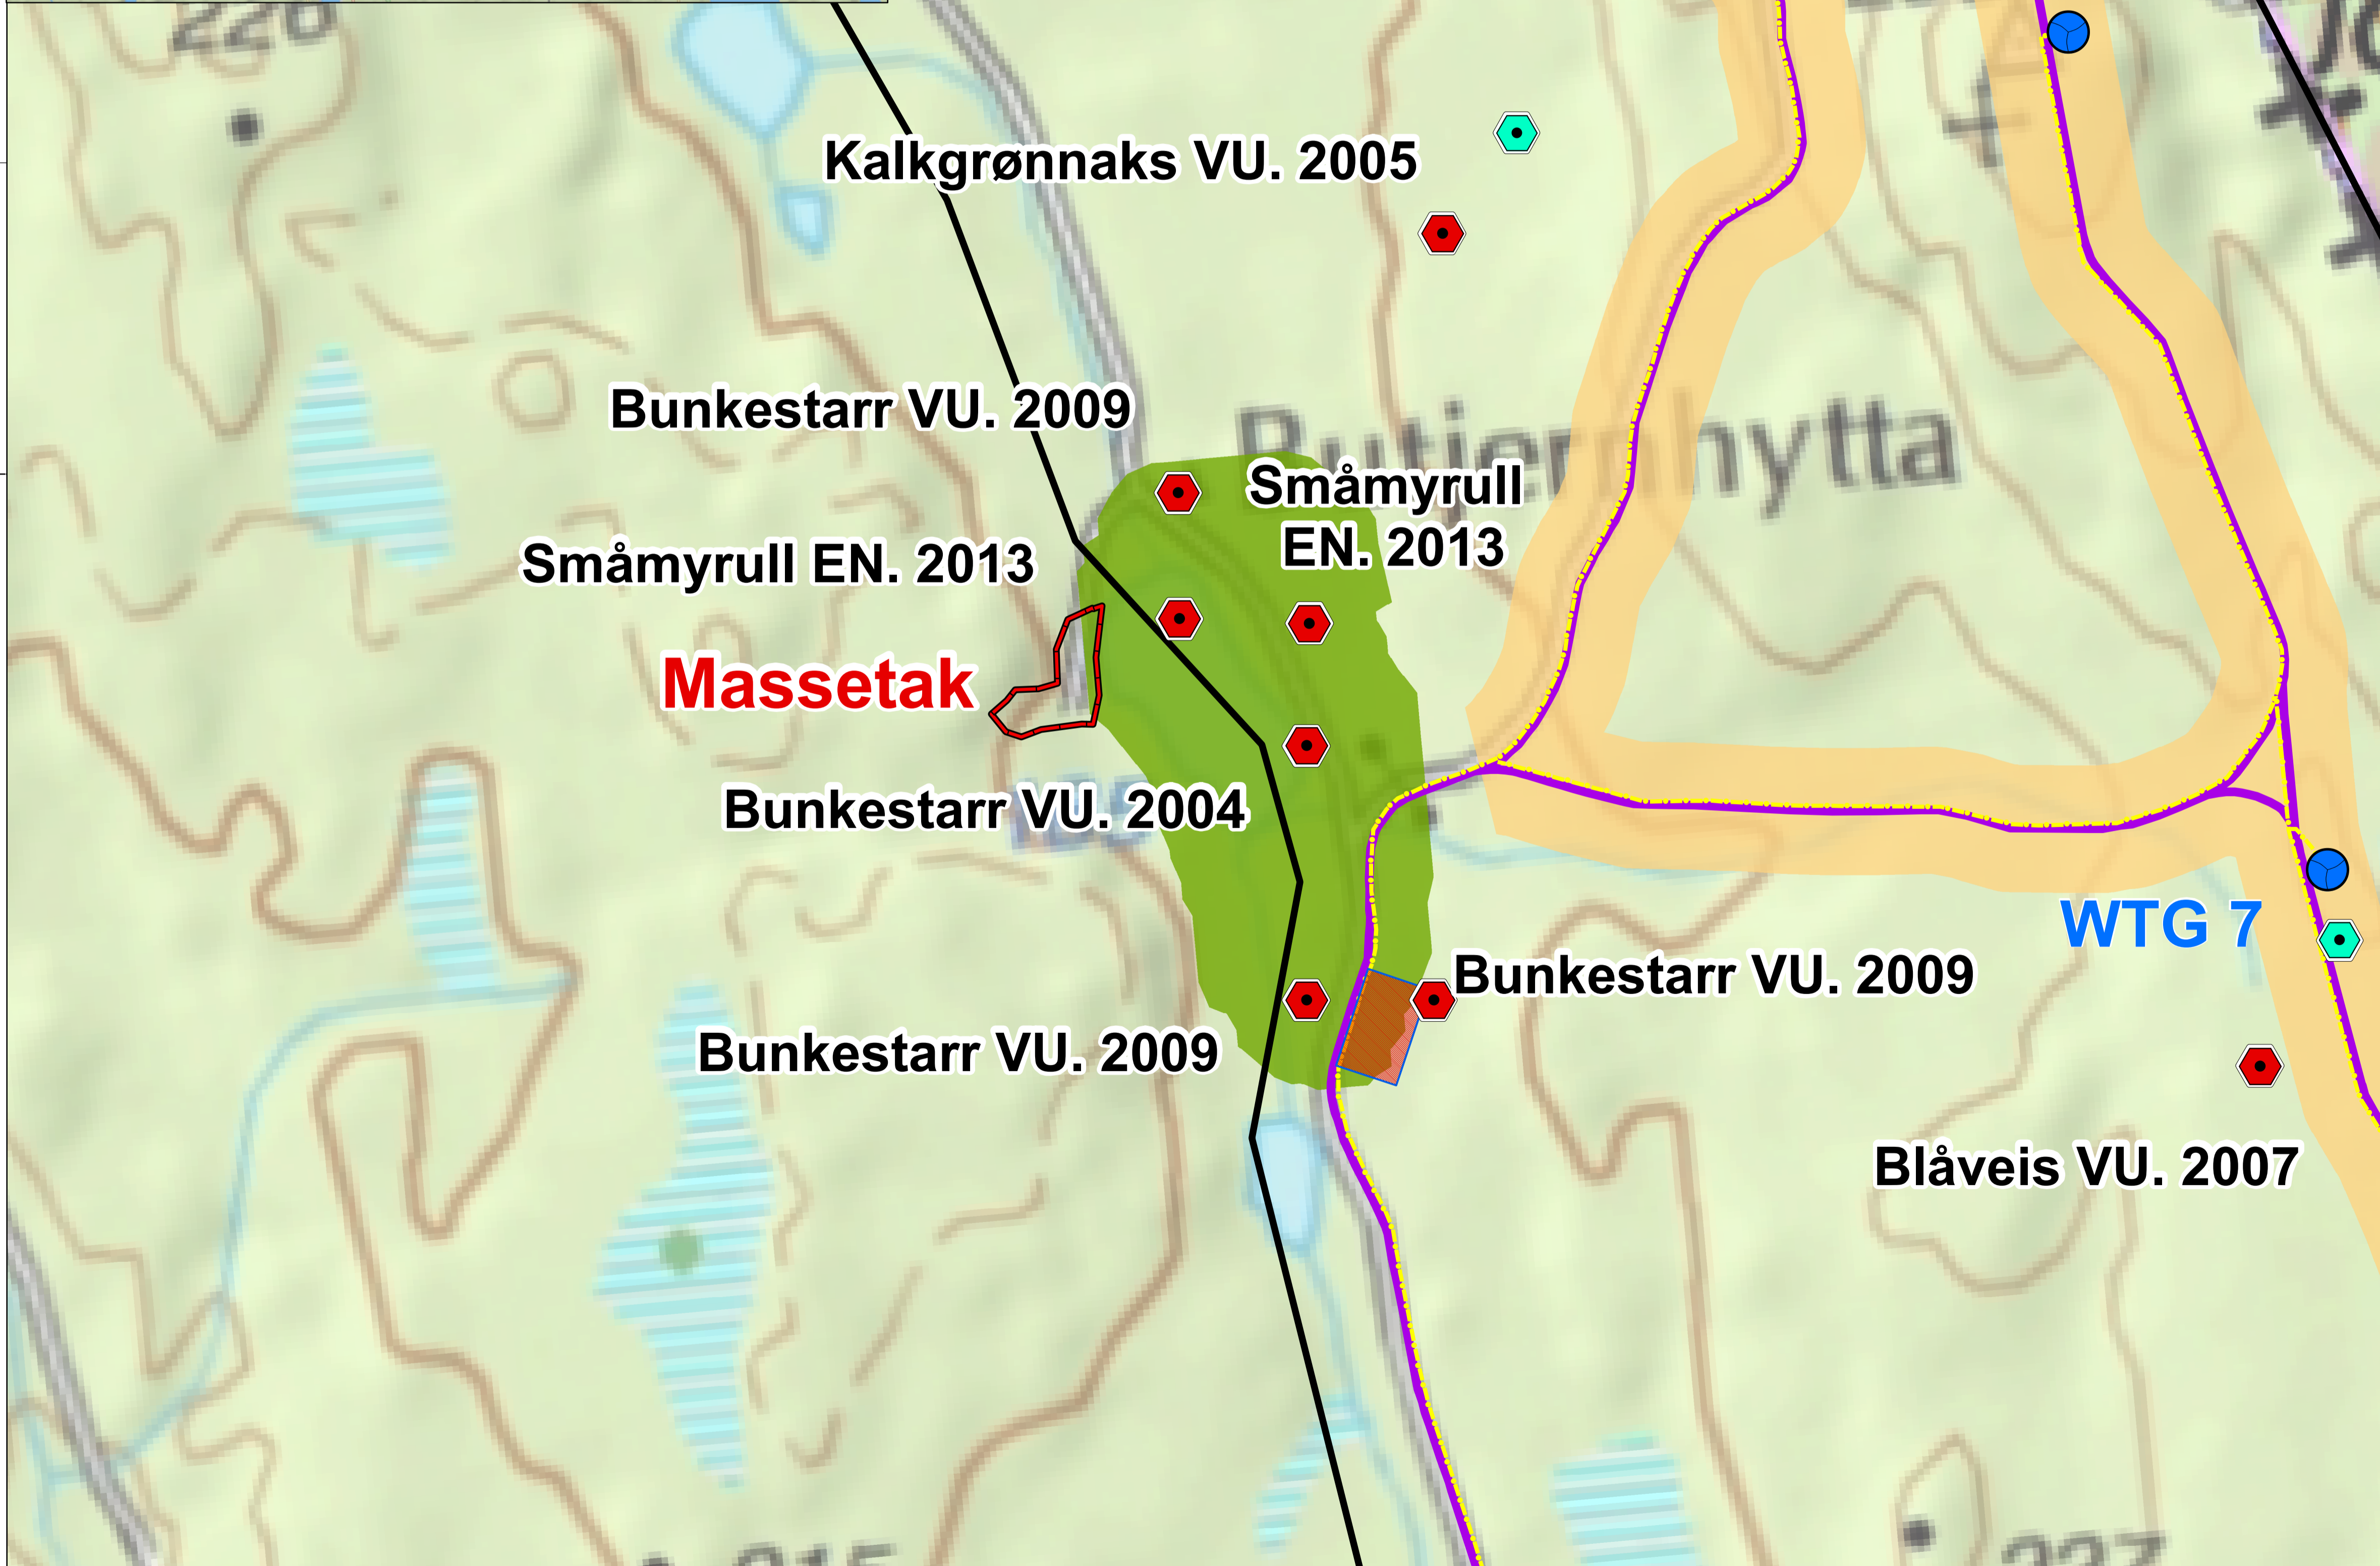 226
Kalkgrønnaks VU. 2005
Bunkestarr VU. 2009
Småmyrull
EN. 2013
Småmyrull EN. 2013
Massetak
Bunkestarr VU. 2004
WTG 7
Bunkestarr VU. 2009
Bunkestarr VU. 2009
Blåveis VU. 2007